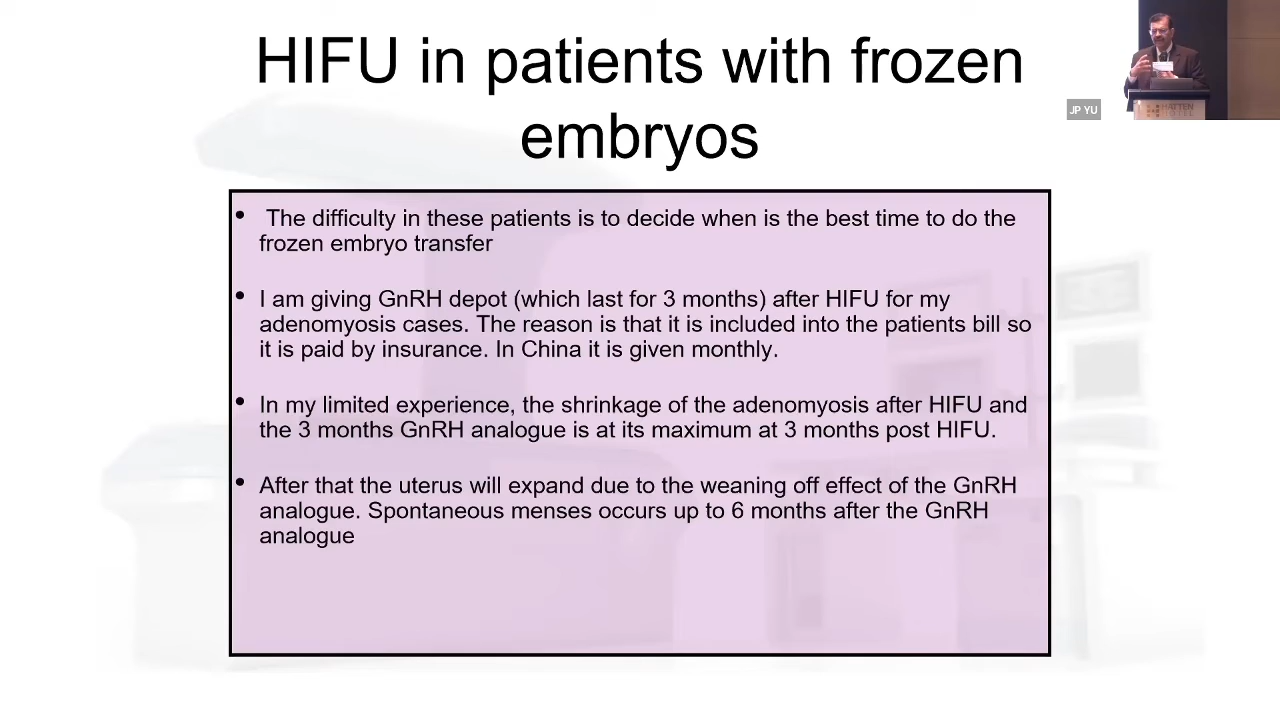 HIFU in patients with frozen
embryos
JP YU
HATTEN
• The difficulty in these patients is to decide when is the best time to do the
frozen embryo transfer
• I am giving GnRH depot (which last for 3 months) after HIFU for my
adenomyosis cases. The reason is that it is included into the patients bill so
it is paid by insurance. In China it is given monthly.
• In my limited experience, the shrinkage of the adenomyosis after HIFU and
the 3 months GnRH analogue is at its maximum at 3 months post HIFU.
• After that the uterus will expand due to the weaning off effect of the GnRH
analogue. Spontaneous menses occurs up to 6 months after the GnRH
analogue